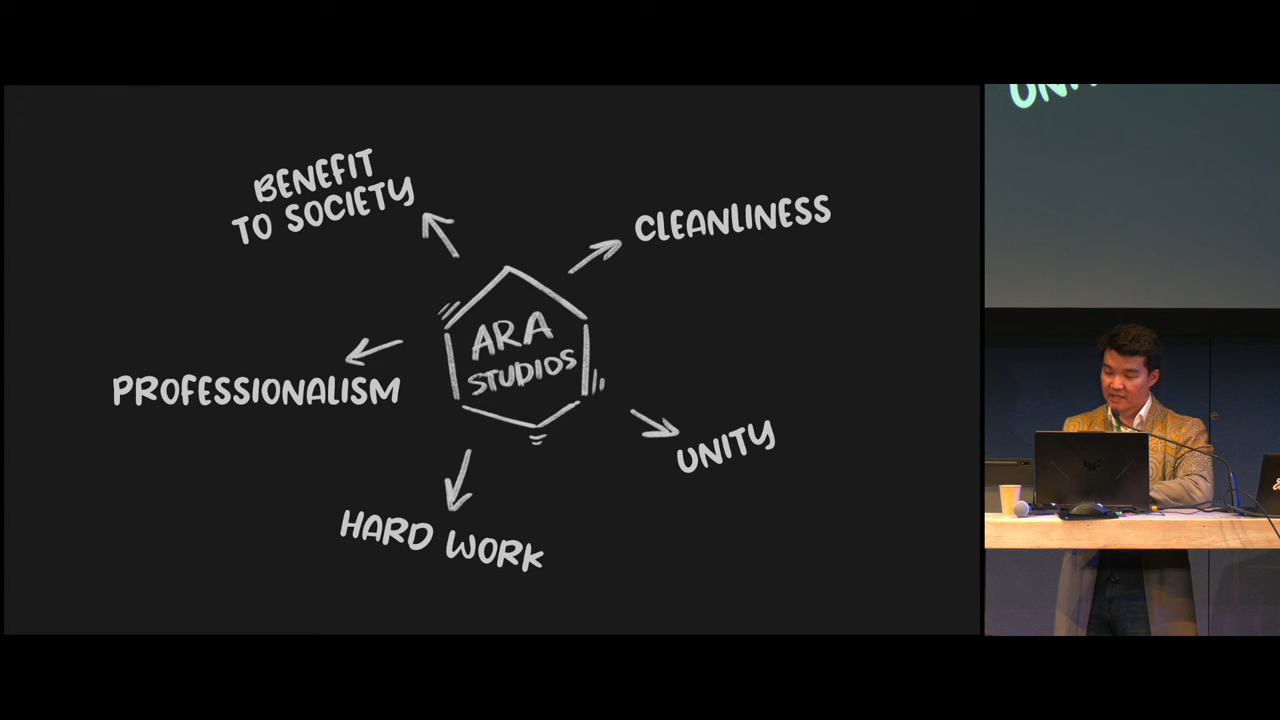 BENEFIT
TO SOCIETY
CLEANLINESS
ARA
STUDIOS
PROFESSIONALISM
UNITY
HARD WORK